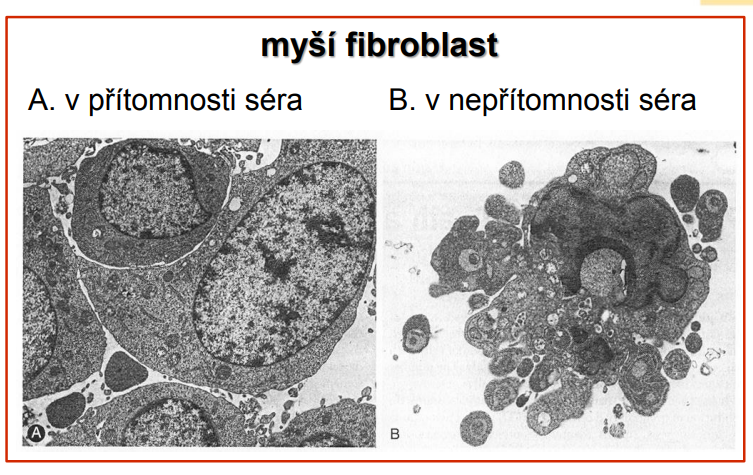 myší fibroblast
A. v přítomnosti séra
B. v nepřítomnosti séra
A
B